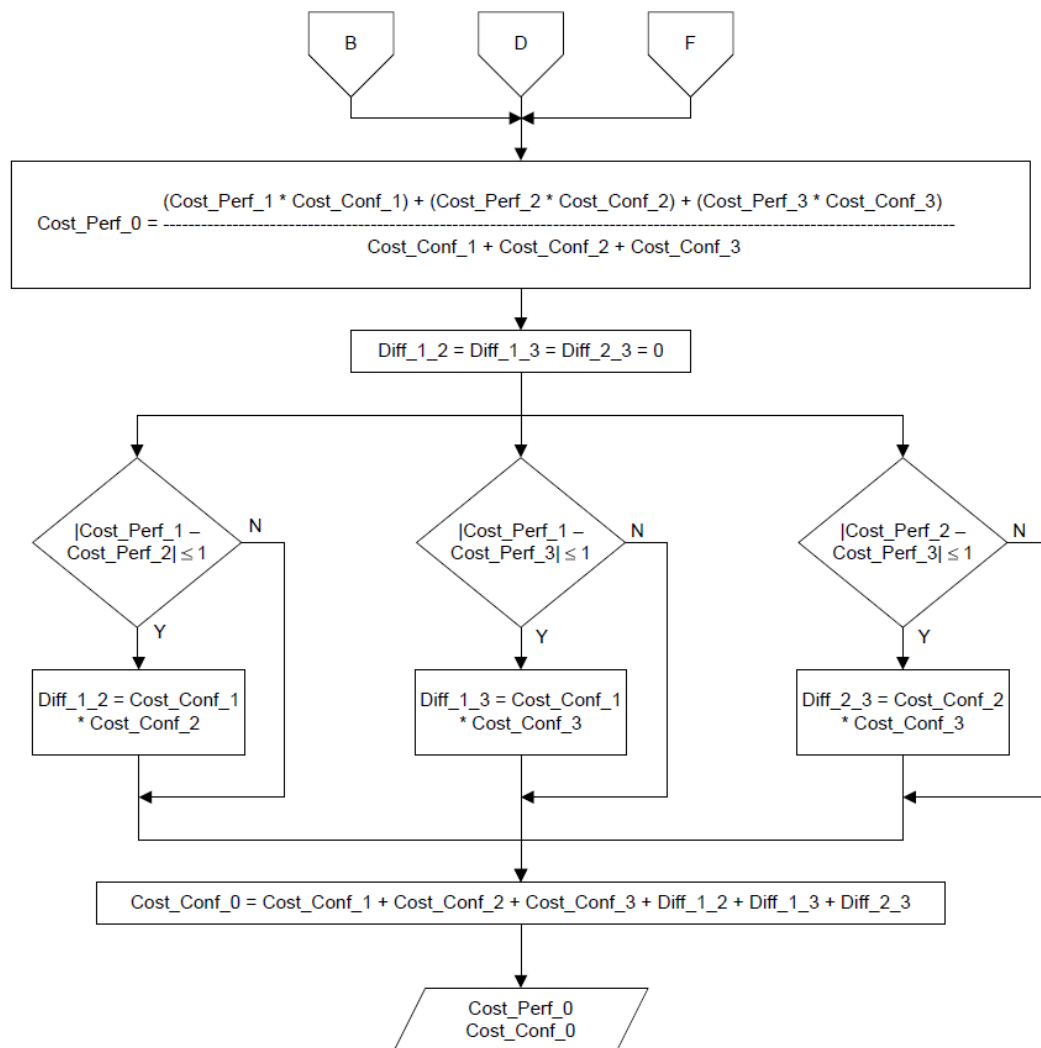 B
D
F
(Cost_Perf_1 * Cost_Conf_1) + (Cost_Perf_2 * Cost_Conf_2) + (Cost_Perf_3 * Cost_Conf_3)
Cost_Perf_0 = --------------------------------------------------------------------------------------------------------------------------------
Cost_Conf_1 + Cost_Conf_2 + Cost_Conf_3
Diff_1_2 = Diff_1_3 = Diff_2_3 = 0
|Cost_Perf_1 –
Cost_Perf_2| ≤ 1
N
Y
|Cost_Perf_1 –
Cost_Perf_3| ≤ 1
N
Y
|Cost_Perf_2 –
Cost_Perf_3| ≤ 1
N
Y
Diff_1_2 = Cost_Conf_1
* Cost_Conf_2
Diff_1_3 = Cost_Conf_1
* Cost_Conf_3
Diff_2_3 = Cost_Conf_2
* Cost_Conf_3
Cost_Conf_0 = Cost_Conf_1 + Cost_Conf_2 + Cost_Conf_3 + Diff_1_2 + Diff_1_3 + Diff_2_3
Cost_Perf_0
Cost_Conf_0